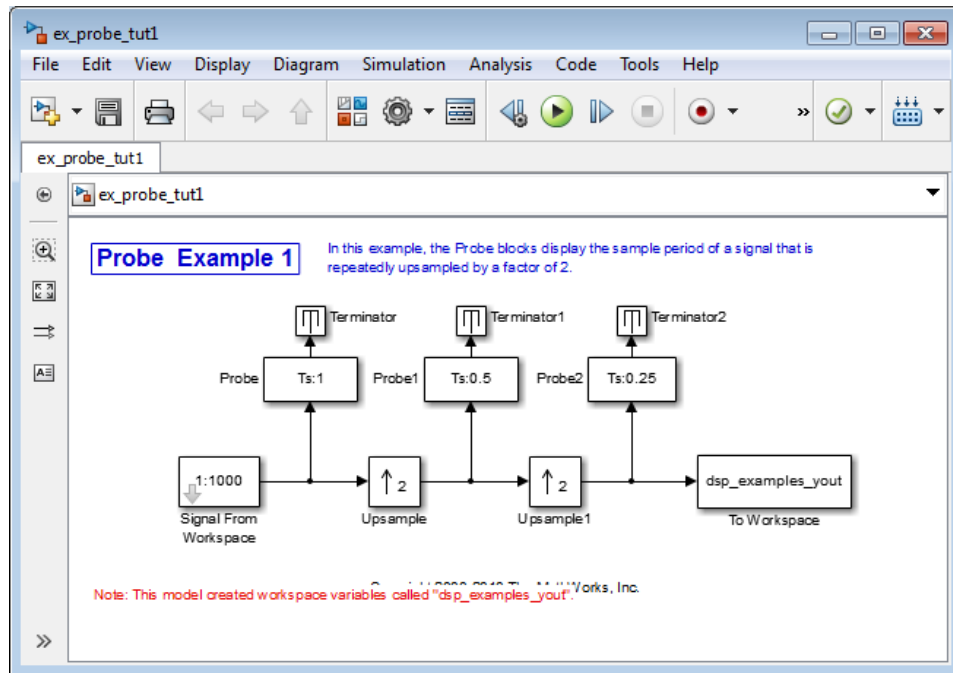 ex_probe_tut1
File Edit View Display Diagram Simulation Analysis Code Tools Help
ex_probe_tut1
ex_probe_tut1
Probe Example 1
In this example, the Probe blocks display the sample period of a signal that is
repeatedly upsampled by a factor of 2.
Terminator Terminator1 Terminator2
Probe Ts:1 Probe1 Ts:0.5 Probe2 Ts:0.25
1:1000 2 2 dsp_examples_yout
Signal From
Workspace
Upsample Upsample1 To Workspace
Works, Inc.
Note: This model created workspace variables called "dsp_examples_yout".